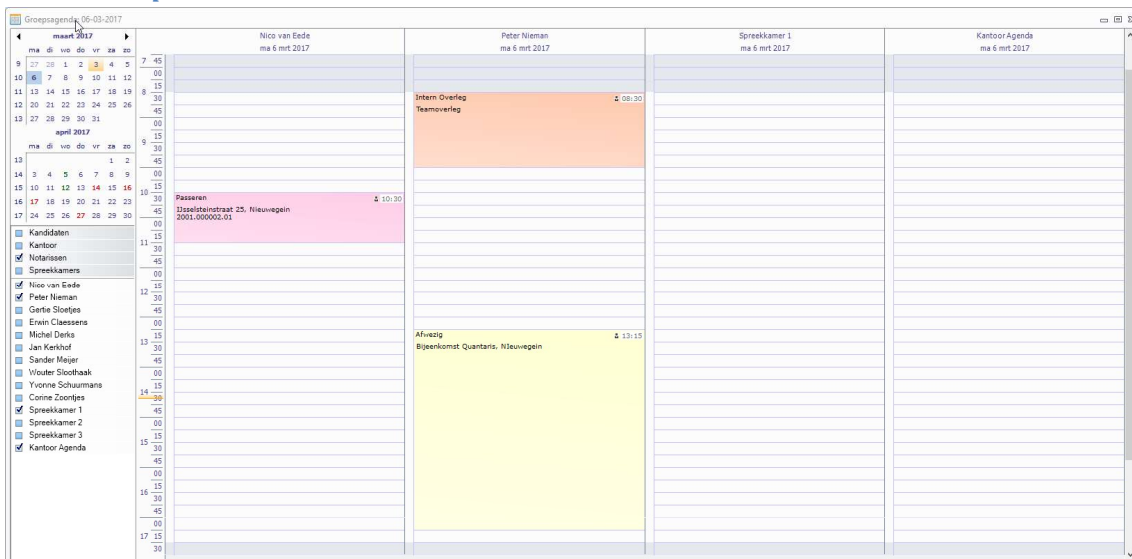 Groepsagenda: 06-03-2017
maart 2017
ma di wo do vr za zo
9 27 28 1 2 3 4 5
10 6 7 8 9 10 11 12
11 13 14 15 16 17 18 19
12 20 21 22 23 24 25 26
13 27 28 29 30 31
april 2017
ma di wo do vr za zo
13 1 2
14 3 4 5 6 7 8 9
15 10 11 12 13 14 15 16
16 17 18 19 20 21 22 23
17 24 25 26 27 28 29 30
Kandidaten
Kantoor
Notarissen
Spreekkamers
Nico van Eede
Peter Nieman
Gertie Sloetjes
Erwin Claessens
Michel Derks
Jan Kerkhof
Sander Meijer
Wouter Sloothaak
Yvonne Schuurmans
Corine Zoontjes
Spreekkamer 1
Spreekkamer 2
Spreekkamer 3
Kantoor Agenda
Nico van Eede Peter Nieman Spreekkamer 1 Kantoor Agenda
ma 6 mrt 2017 ma 6 mrt 2017 ma 6 mrt 2017 ma 6 mrt 2017
7 45
00
15
8 30
45
00
15
9 30
45
00
15
10 30
45
00
15
11 30
45
00
15
12 30
45
00
15
13 30
45
00
15
14 30
45
00
15
15 30
45
00
15
16 30
45
00
17 15
30
Intern Overleg 08:30
Teamoverleg
Passeren 10:30
IJsselsteinstraat 25, Nieuwegein
2001.000002.01
Afwezig 13:15
Bijeenkomst Quantaris, NIeuwegein